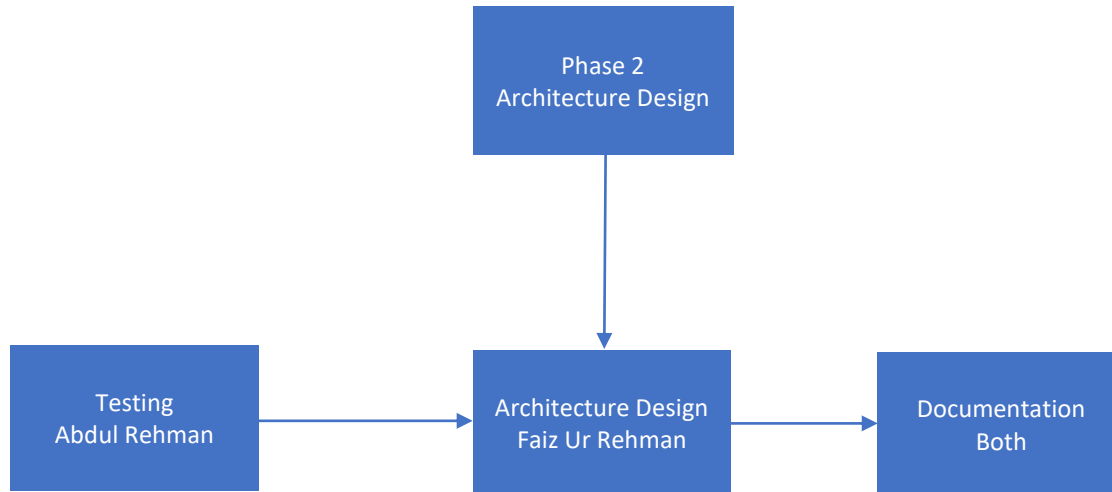 Phase 2
Architecture Design
Testing
Abdul Rehman
Architecture Design
Faiz Ur Rehman
Documentation
Both